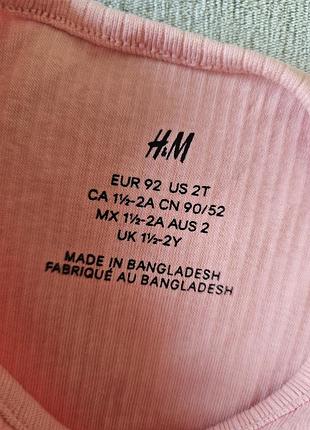 H&M
EUR 92 US 2T
CA 1½-2A CN 90/52
MX 1½-2A AUS 2
UK 1½-2Y
MADE IN BANGLADESH
FABRIQUÉ AU BANGLADESH